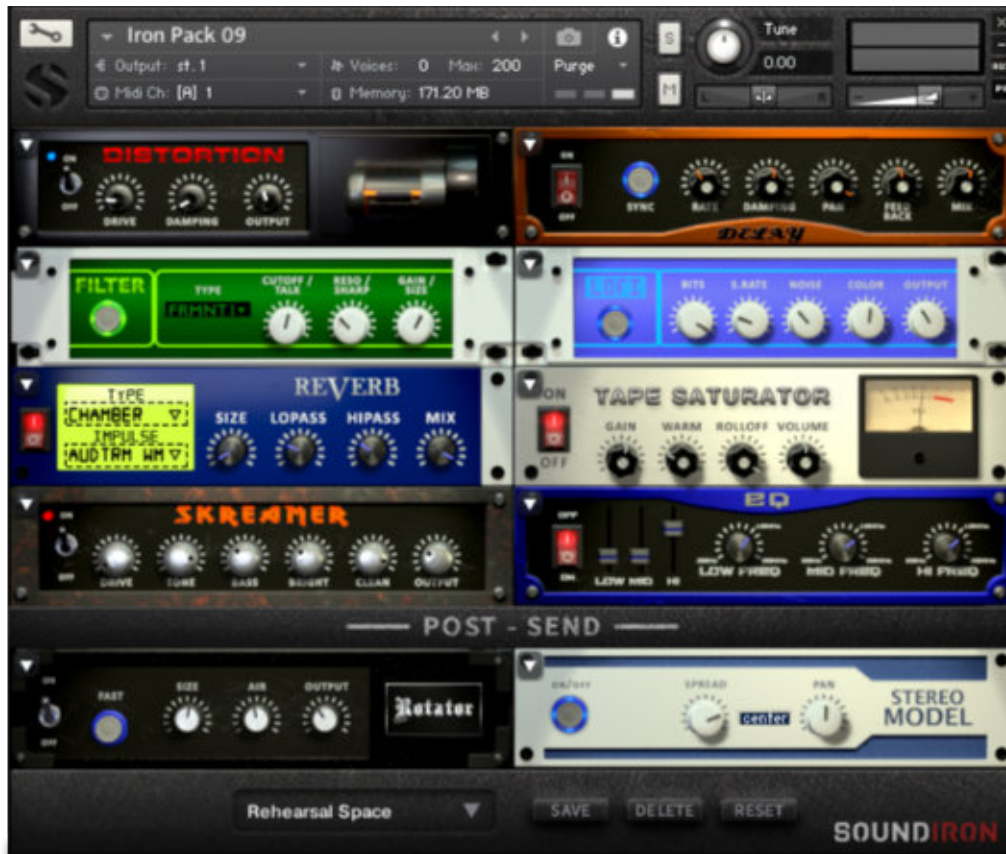 Iron Pack 09
S
Tune
0.00
Output: st.1
Voices: 0 Max: 200
Purge
Midi Ch: [A] 1
Memory: 171.20 MB
M
L
R
ON
OFF
DISTORTION
DRIVE DAMPING OUTPUT
ON
OFF
SYNC RATE DAMPING PAN FEED BACK MIX
DELAY
FILTER
TYPE
FRMNT1
CUTOFF / TALK
RESO / SHARP
GAIN / SIZE
LOFI
BITS S.RATE NOISE COLOR OUTPUT
TYPE
CHAMBER
IMPULSE
AUDTRM WM
REVERB
SIZE LOPASS HIPASS MIX
ON
OFF
TAPE SATURATOR
GAIN WARM ROLLOFF VOLUME
ON
OFF
SKREAMER
DRIVE TONE BASS BRIGHT CLEAN OUTPUT
EQ
OFF
ON
LOW MID HI
LOW FREQ MID FREQ HI FREQ
POST - SEND
ON
OFF
FAST
SIZE AIR OUTPUT
Rotator
on/off
SPREAD
center
PAN
STEREO
MODEL
Rehearsal Space
SAVE DELETE RESET
SOUNDIRON